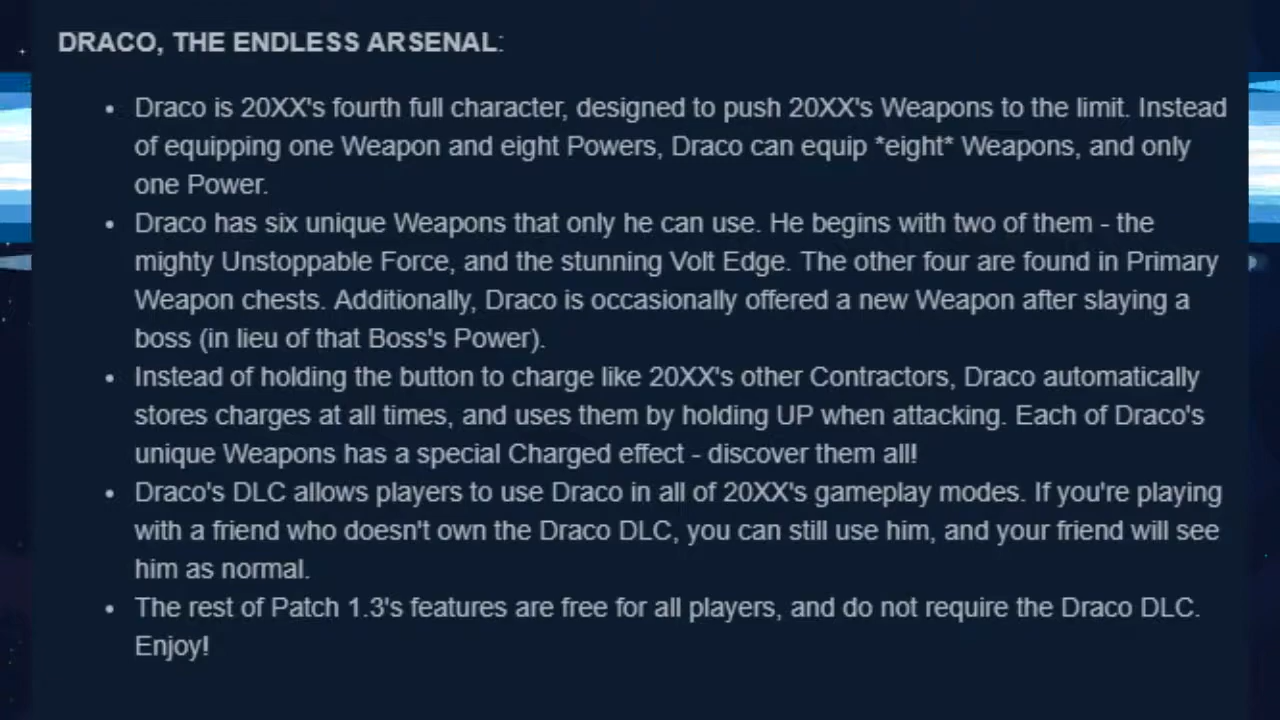 DRACO, THE ENDLESS ARSENAL:
• Draco is 20XX's fourth full character, designed to push 20XX's Weapons to the limit. Instead
of equipping one Weapon and eight Powers, Draco can equip *eight* Weapons, and only
one Power.
• Draco has six unique Weapons that only he can use. He begins with two of them - the
mighty Unstoppable Force, and the stunning Volt Edge. The other four are found in Primary
Weapon chests. Additionally, Draco is occasionally offered a new Weapon after slaying a
boss (in lieu of that Boss's Power).
• Instead of holding the button to charge like 20XX's other Contractors, Draco automatically
stores charges at all times, and uses them by holding UP when attacking. Each of Draco's
unique Weapons has a special Charged effect - discover them all!
• Draco's DLC allows players to use Draco in all of 20XX's gameplay modes. If you're playing
with a friend who doesn't own the Draco DLC, you can still use him, and your friend will see
him as normal.
• The rest of Patch 1.3's features are free for all players, and do not require the Draco DLC.
Enjoy!